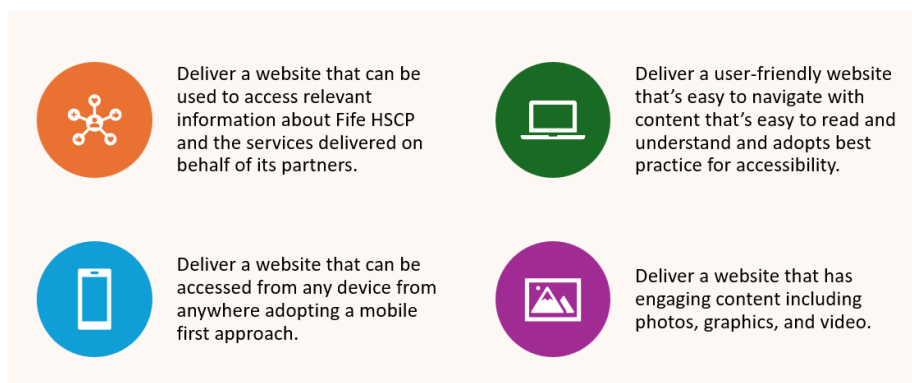 Deliver a website that can be
used to access relevant
information about Fife HSCP
and the services delivered on
behalf of its partners.
Deliver a user-friendly website
that’s easy to navigate with
content that’s easy to read and
understand and adopts best
practice for accessibility.
Deliver a website that can be
accessed from any device from
anywhere adopting a mobile
first approach.
Deliver a website that has
engaging content including
photos, graphics, and video.